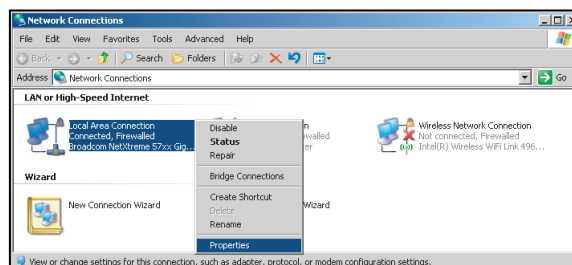 Network Connections
File Edit View Favorites Tools Advanced Help
Back Search Folders
Address Network Connections Go
LAN or High-Speed Internet
Local Area Connection
Connected, Firewalled
Broadcom NetXtreme 57xx Gig...
Disable
Status
Repair
Bridge Connections
Create Shortcut
Delete
Rename
Properties
Wireless Network Connection
Not connected, Firewalled
Intel(R) Wireless WiFi Link 496...
Wizard
New Connection Wizard
Wizard
View or change settings for this connection, such as adapter, protocol, or modem configuration settings.